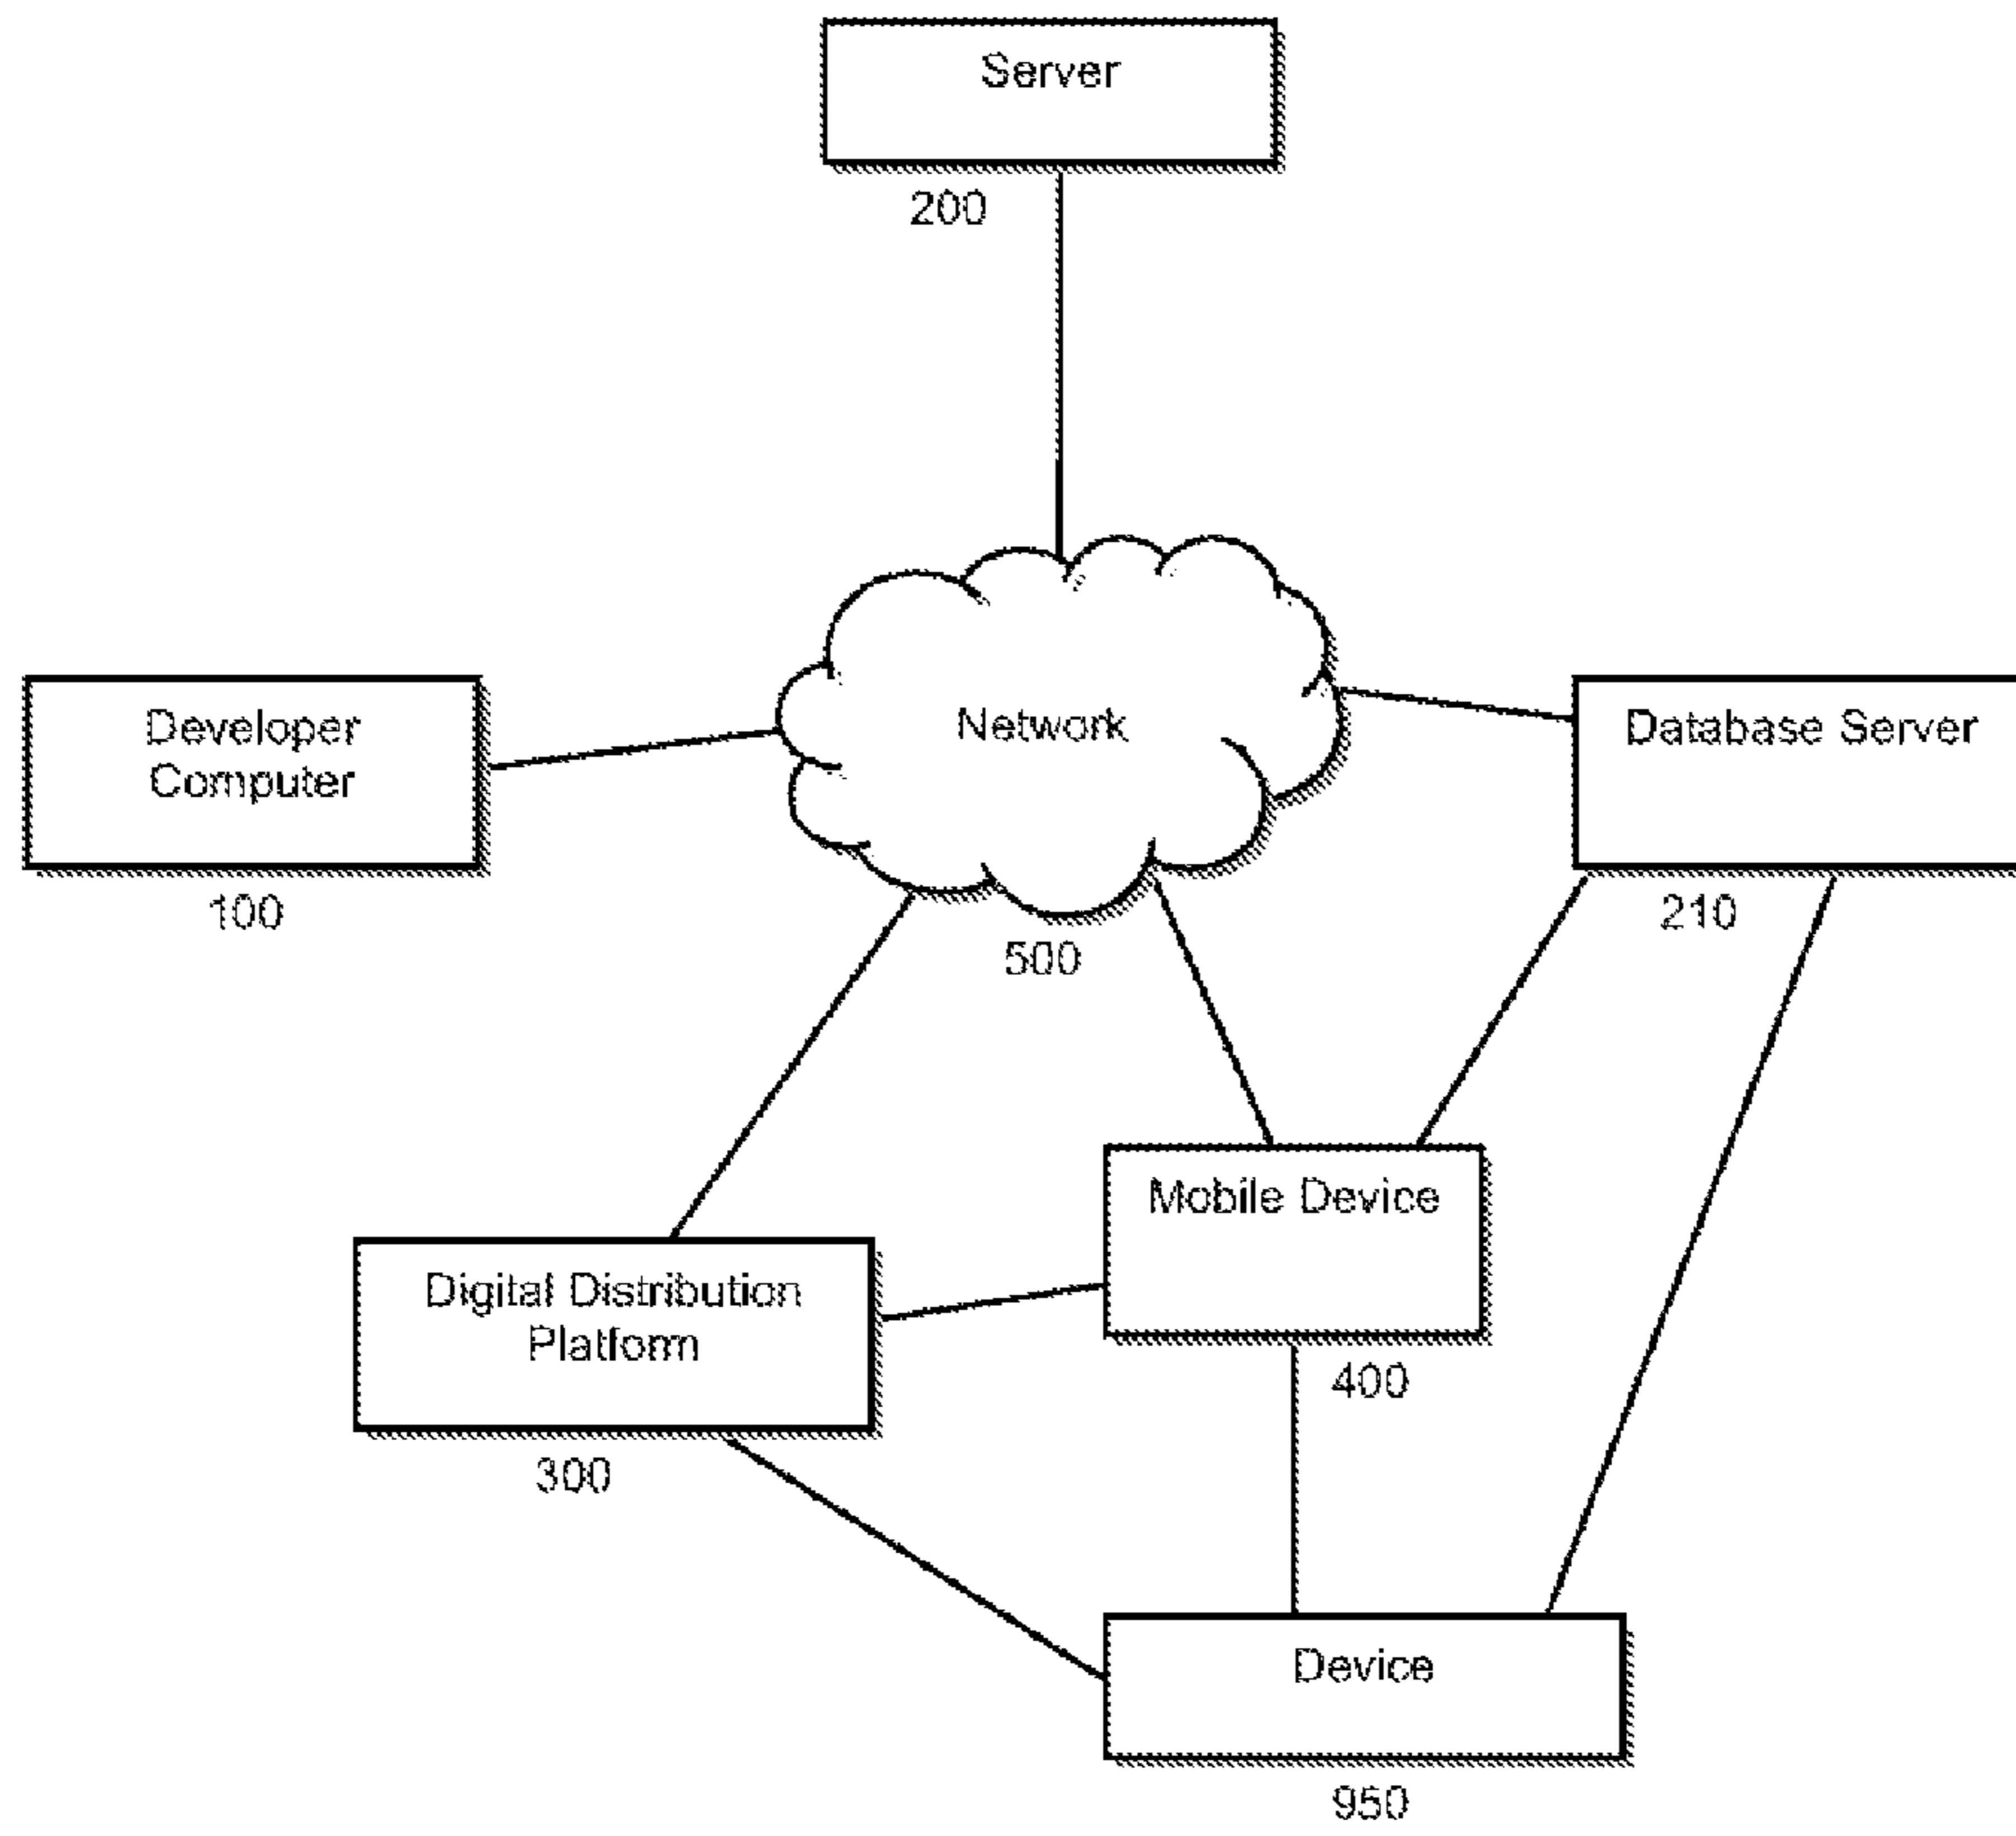 Server
200
Developer
Computer
100
Network
500
Database Server
210
Mobile Device
400
Digital Distribution
Platform
300
Device
950